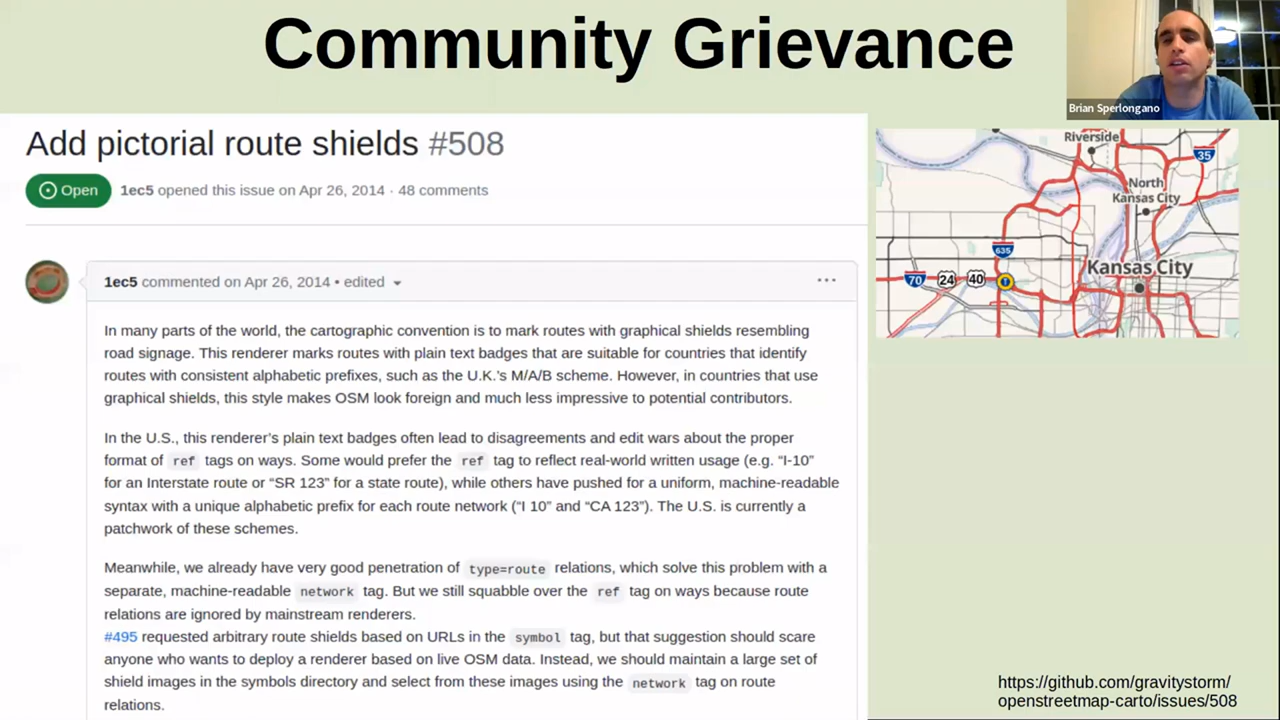 Community Grievance
Brian Sperlongano
Add pictorial route shields #508
Open 1ec5 opened this issue on Apr 26, 2014 · 48 comments
1ec5 commented on Apr 26, 2014 • edited
In many parts of the world, the cartographic convention is to mark routes with graphical shields resembling
road signage. This renderer marks routes with plain text badges that are suitable for countries that identify
routes with consistent alphabetic prefixes, such as the U.K.'s M/A/B scheme. However, in countries that use
graphical shields, this style makes OSM look foreign and much less impressive to potential contributors.
In the U.S., this renderer's plain text badges often lead to disagreements and edit wars about the proper
format of ref tags on ways. Some would prefer the ref tag to reflect real-world written usage (e.g. “I-10”
for an Interstate route or “SR 123” for a state route), while others have pushed for a uniform, machine-readable
syntax with a unique alphabetic prefix for each route network (“I 10” and “CA 123”). The U.S. is currently a
patchwork of these schemes.
Meanwhile, we already have very good penetration of type=route relations, which solve this problem with a
separate, machine-readable network tag. But we still squabble over the ref tag on ways because route
relations are ignored by mainstream renderers.
#495 requested arbitrary route shields based on URLs in the symbol tag, but that suggestion should scare
anyone who wants to deploy a renderer based on live OSM data. Instead, we should maintain a large set of
shield images in the symbols directory and select from these images using the network tag on route
relations.
Riverside
35
North
Kansas City
635
Kansas City
70 24 40
https://github.com/gravitystorm/
openstreetmap-carto/issues/508